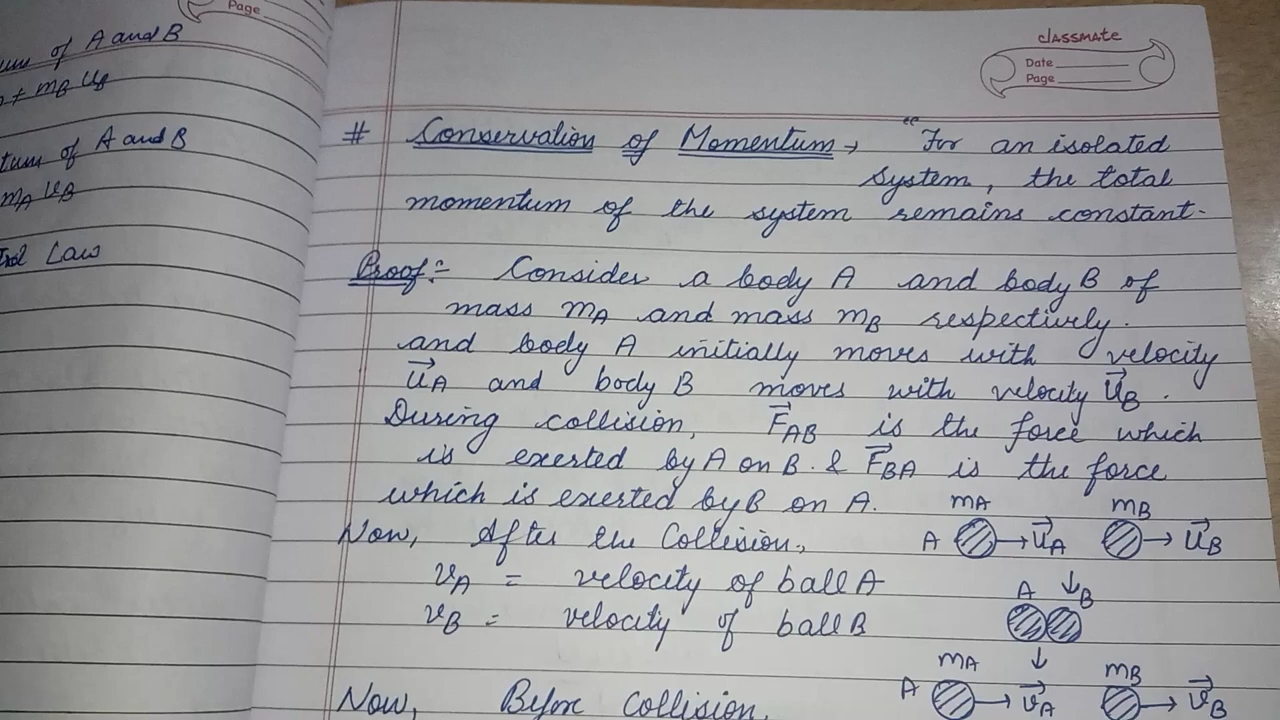 Page
of A and B
+ mB uB
of A and B
mA vB
Law
classmate
Date
Page
# Conservation of Momentum → "For an isolated
system, the total
momentum of the system remains constant.
Proof:- Consider a body A and body B of
mass mA and mass mB respectively.
and body A initially moves with velocity
u⃗A and body B moves with velocity u⃗B.
During collision, F⃗AB is the force which
is exerted by A on B. & F⃗BA is the force
which is exerted by B on A.
Now, After the Collision,
vA = velocity of ball A
vB = velocity of ball B
Now, Before Collision,
mA mB
A → u⃗A → u⃗B
A ↓ B
↓
mA mB
A → v⃗A → v⃗B